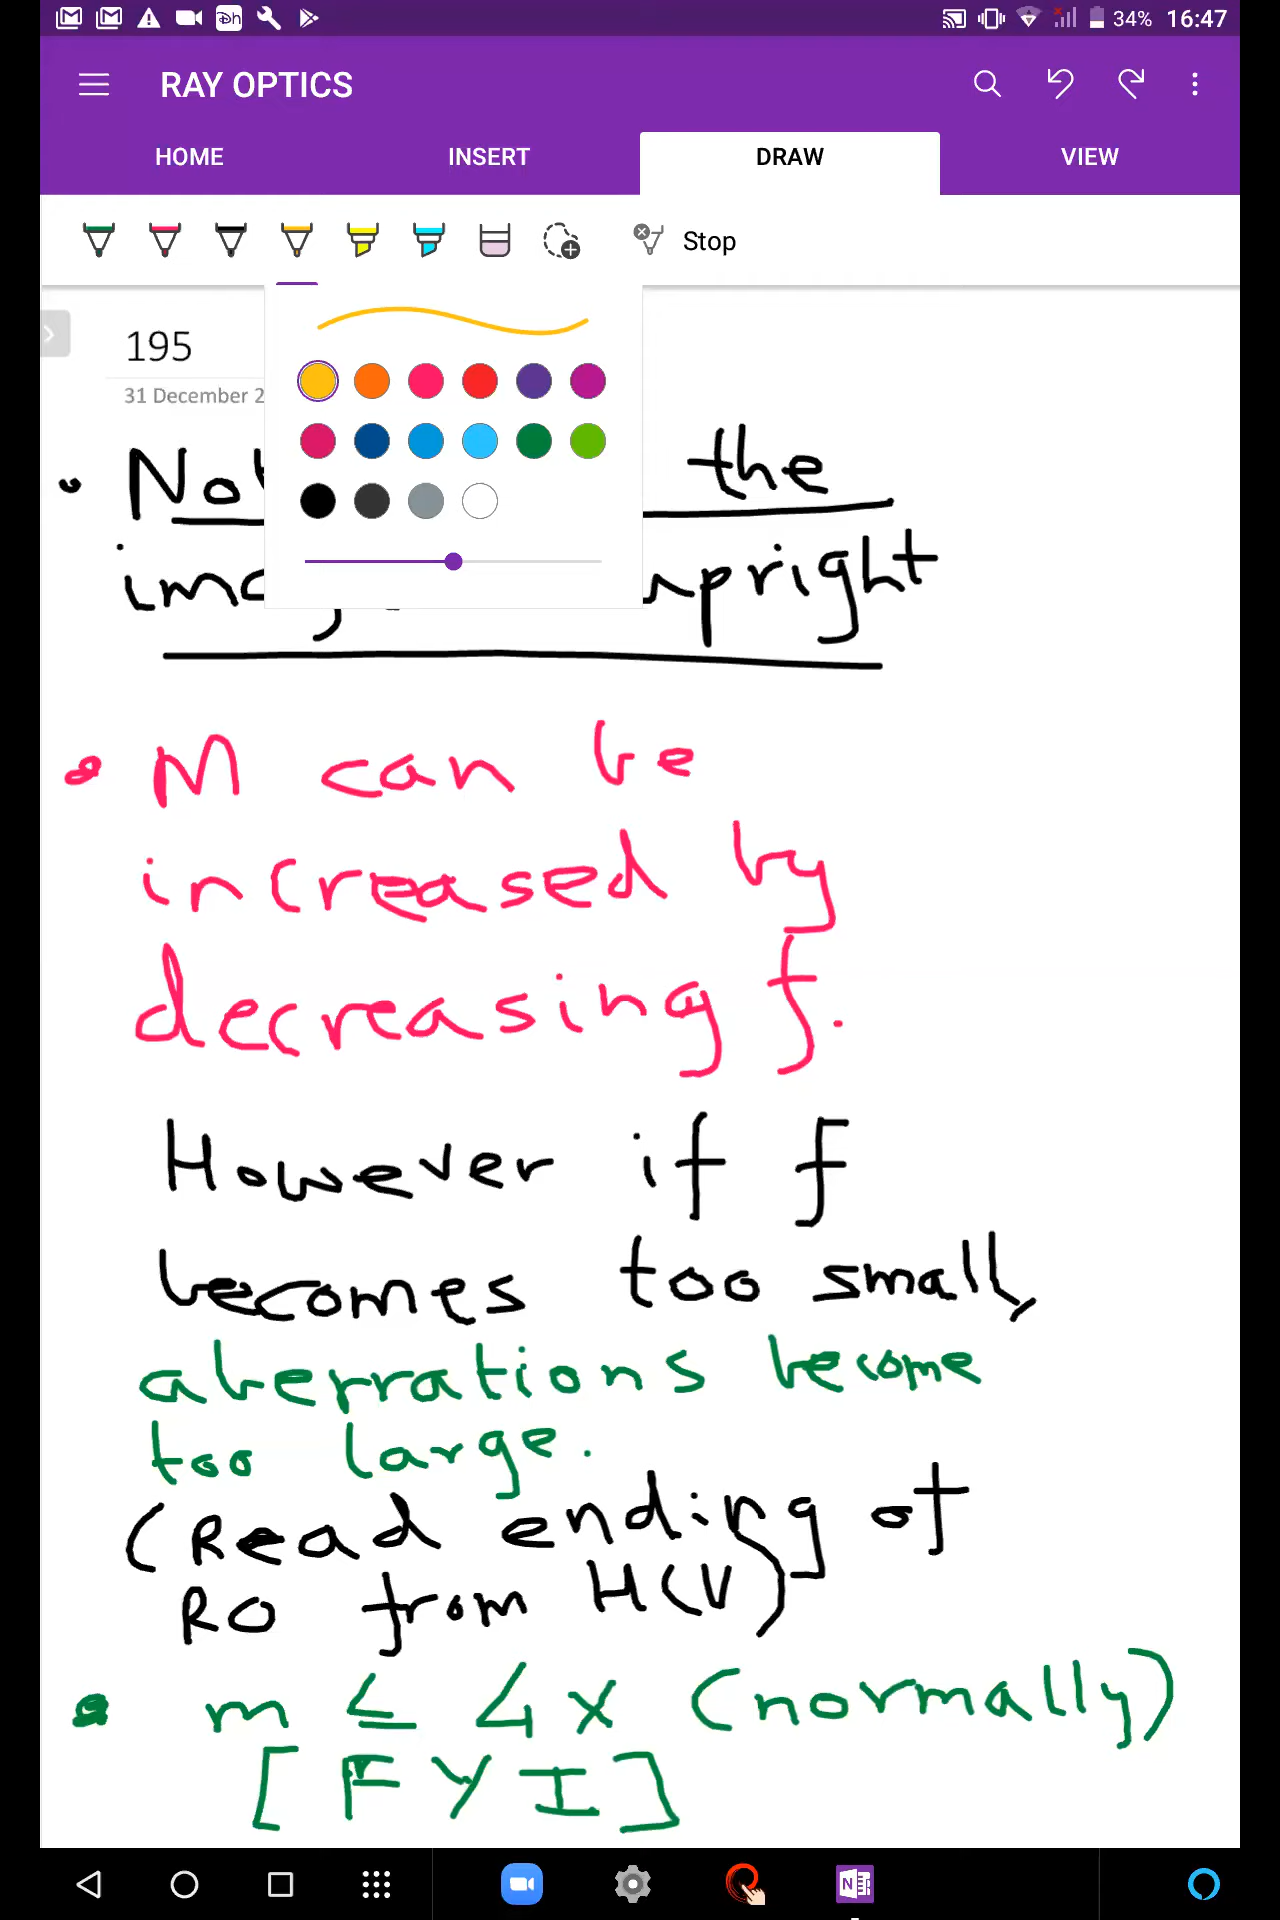 34% 16:47
RAY OPTICS
HOME INSERT DRAW VIEW
Stop
195
31 December 2
the
upright
• M can be
increased by
decreasing f.
However if f
becomes too small,
aberrations become
too large.
(Read ending of
RO from HCV)
• m ≤ 4x (normally)
[FYI]